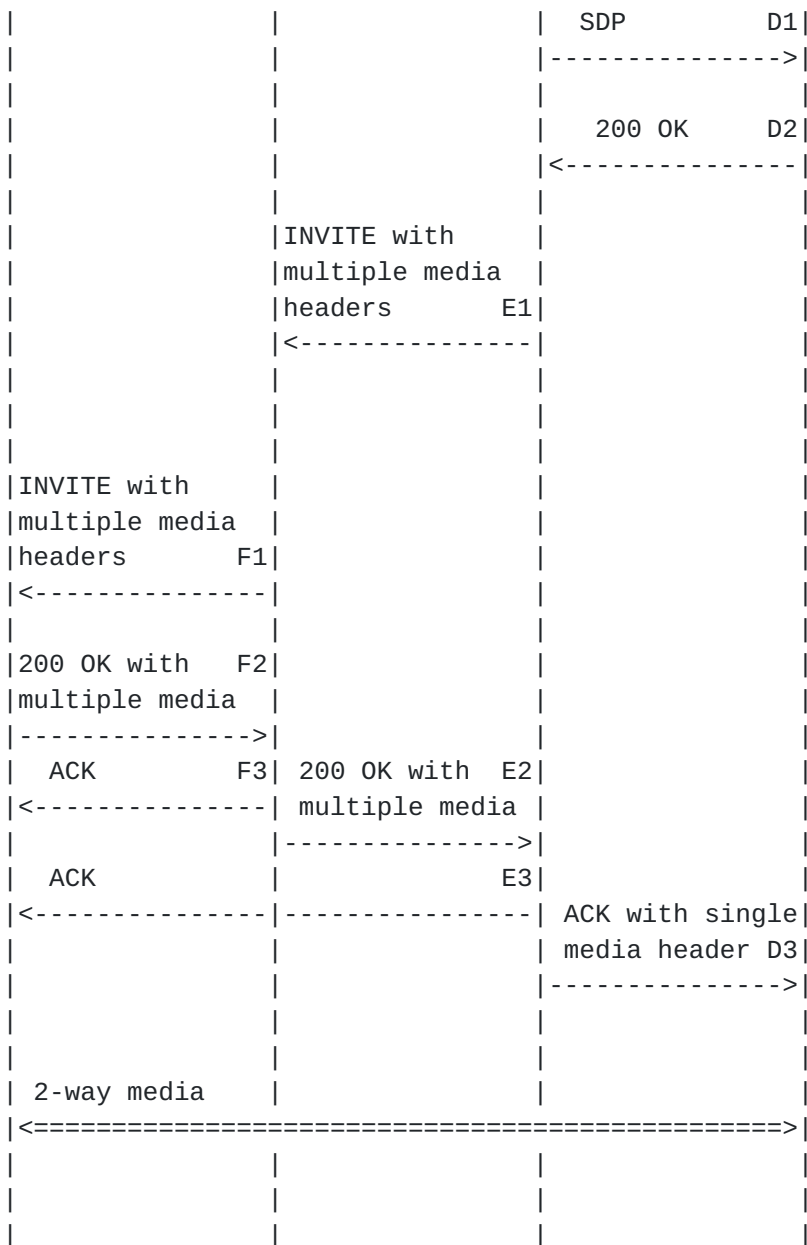 |                |                |  SDP         D1|
|                |                |--------------->|
|                |                |                |
|                |                |   200 OK     D2|
|                |                |<---------------|
|                |                |                |
|                |INVITE with     |                |
|                |multiple media  |                |
|                |headers       E1|                |
|                |<---------------|                |
|                |                |                |
|                |                |                |
|                |                |                |
|INVITE with     |                |                |
|multiple media  |                |                |
|headers       F1|                |                |
|<---------------|                |                |
|                |                |                |
|200 OK with   F2|                |                |
|multiple media  |                |                |
|--------------->|                |                |
|  ACK         F3| 200 OK with  E2|                |
|<---------------| multiple media |                |
|                |--------------->|                |
|  ACK           |              E3|                |
|<---------------|----------------| ACK with single|
|                |                | media header D3|
|                |                |--------------->|
|                |                |                |
|                |                |                |
| 2-way media    |                |                |
|<================================================>|
|                |                |                |
|                |                |                |
|                |                |                |